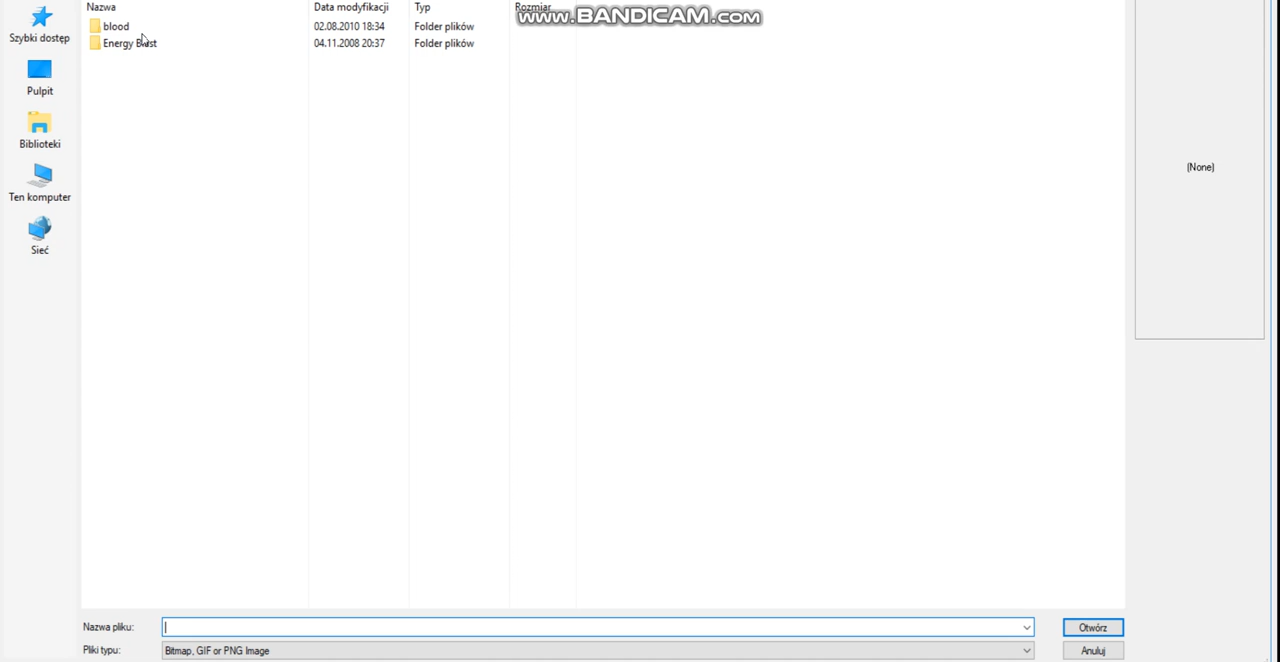 Nazwa Data modyfikacji Typ Rozmiar
www.BANDICAM.com
blood 02.08.2010 18:34 Folder plików
Energy Blast 04.11.2008 20:37 Folder plików
Szybki dostęp
Pulpit
Biblioteki
Ten komputer
Sieć
(None)
Nazwa pliku: Otwórz
Pliki typu: Bitmap, GIF or PNG Image Anuluj